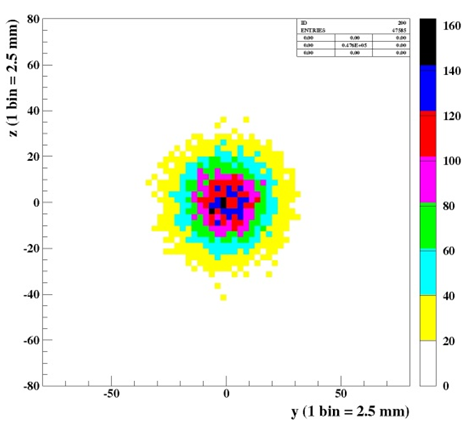 ID 200
ENTRIES 47585
0.00 0.00 0.00
0.00 0.476E+05 0.00
0.00 0.00 0.00
z (1 bin = 2.5 mm)
80
60
40
20
0
-20
-40
-60
-80
-50 0 50
y (1 bin = 2.5 mm)
160
140
120
100
80
60
40
20
0